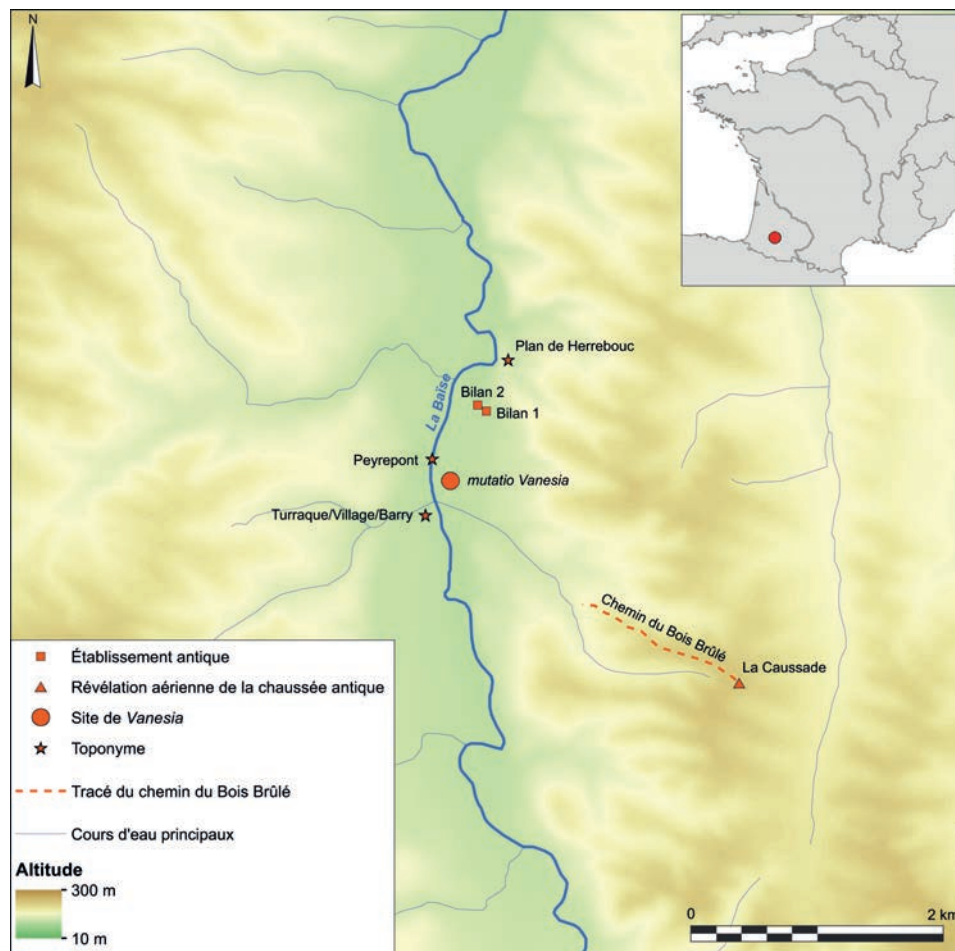 N
Plan de Herrebouc
La Baïse
Bilan 2
Bilan 1
Peyrepont
mutatio Vanesia
Turraque/Village/Barry
Chemin du Bois Brûlé
La Caussade
Établissement antique
Révélation aérienne de la chaussée antique
Site de Vanesia
Toponyme
Tracé du chemin du Bois Brûlé
Cours d'eau principaux
Altitude
300 m
10 m
0 2 km